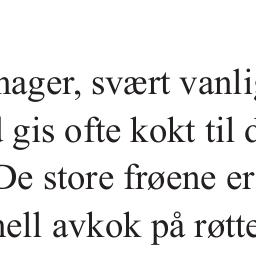 nager, svært vanlig
gis ofte kokt til d
De store frøene er
nell avkok på røtte